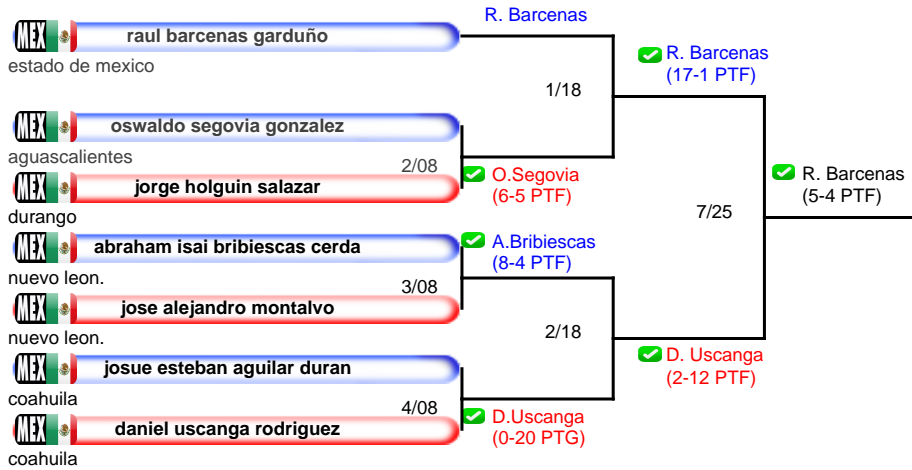 R. Barcenas
MEX raul barcenas garduño
estado de mexico
R. Barcenas
(17-1 PTF)
1/18
MEX oswaldo segovia gonzalez
aguascalientes
2/08
O.Segovia
(6-5 PTF)
MEX jorge holguin salazar
durango
R. Barcenas
(5-4 PTF)
7/25
MEX abraham isai bribiescas cerda
nuevo leon.
A.Bribiescas
(8-4 PTF)
3/08
MEX jose alejandro montalvo
nuevo leon.
2/18
MEX josue esteban aguilar duran
coahuila
D. Uscanga
(2-12 PTF)
4/08
MEX daniel uscanga rodriguez
coahuila
D.Uscanga
(0-20 PTG)